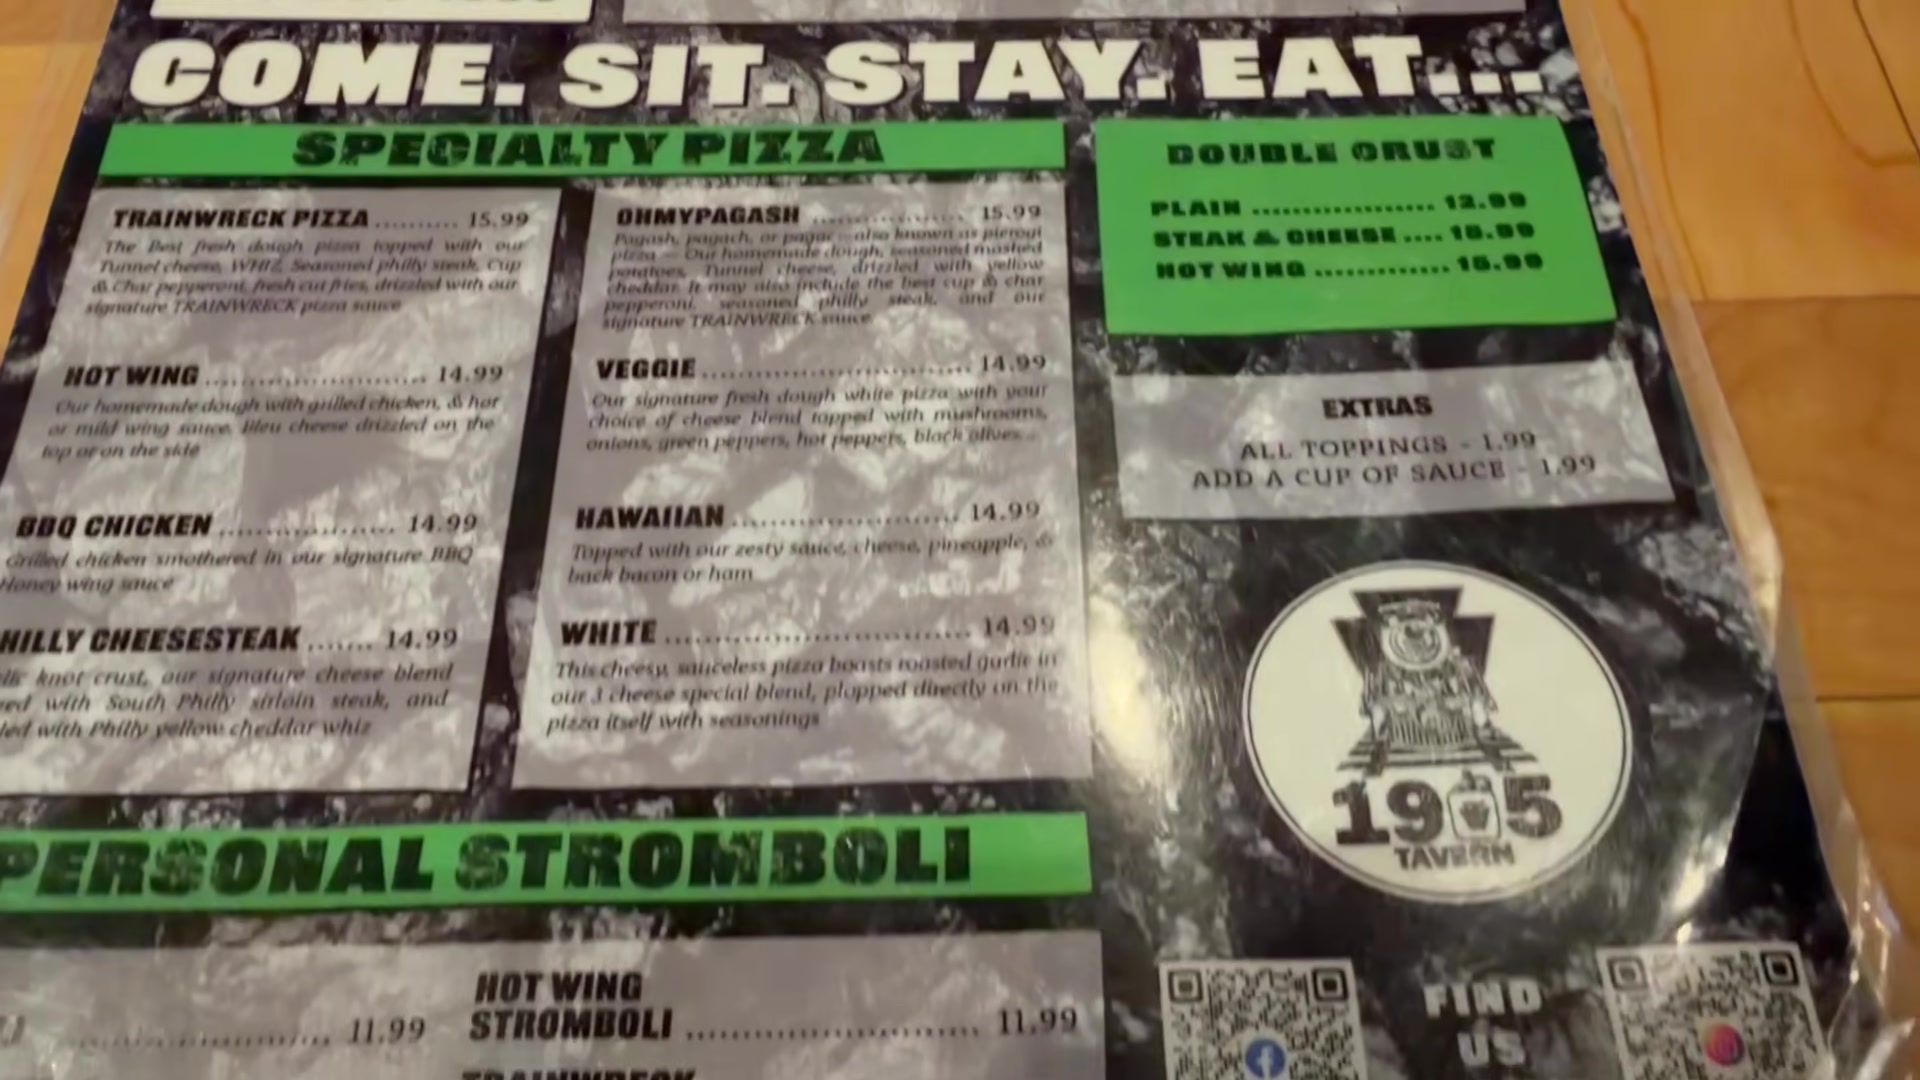 COME. SIT. STAY. EAT...
SPECIALTY PIZZA
TRAINWRECK PIZZA .......... 15.99
The Best fresh dough pizza topped with our
Tunnel cheese, WHIZ, Seasoned philly steak, Cup
& Char pepperoni, fresh cut fries, drizzled with our
signature TRAINWRECK pizza sauce
HOT WING ........................... 14.99
Our homemade dough with grilled chicken, & hot
or mild wing sauce, Bleu cheese drizzled on the
top or on the side
BBQ CHICKEN ..................... 14.99
Grilled chicken smothered in our signature BBQ
Honey wing sauce
HILLY CHEESESTEAK ....... 14.99
knot crust, our signature cheese blend
with South Philly sirloin steak, and
with Philly yellow cheddar whiz
OHMYPAGASH ..................... 15.99
Pagash, pagach, or pagac - also known as pierogi
pizza — Our homemade dough, seasoned mashed
potatoes, Tunnel cheese, drizzled with yellow
cheddar. It may also include the best cup & char
pepperoni, seasoned philly steak, and our
signature TRAINWRECK sauce
VEGGIE ................................ 14.99
Our signature fresh dough white pizza with your
choice of cheese blend topped with mushrooms,
onions, green peppers, hot peppers, black olives...
HAWAIIAN ........................... 14.99
Topped with our zesty sauce, cheese, pineapple, &
back bacon or ham
WHITE .................................. 14.99
This cheesy, sauceless pizza boasts roasted garlic in
our 3 cheese special blend, plopped directly on the
pizza itself with seasonings
DOUBLE CRUST
PLAIN .................... 12.99
STEAK & CHEESE ....
HOT WING ...............
EXTRAS
ALL TOPPINGS - 1.99
ADD A CUP OF SAUCE - 1.99
1905
TAVERN
PERSONAL STROMBOLI
11.99
HOT WING
STROMBOLI ............................... 11.99
TRAINWRECK
FIND
US